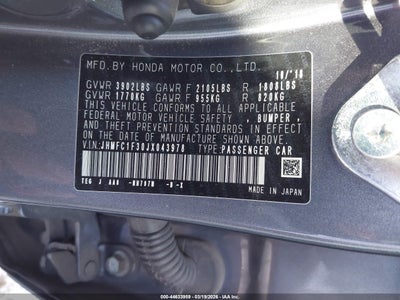 MFD.BY HONDA MOTOR CO.,LTD. 10/'18
GVWR 3902LBS GAWR F 2105LBS R 1808LBS
GVWR 1770KG GAWR F 955KG R 820KG
THIS VEHICLE CONFORMS TO ALL APPLICABLE
FEDERAL MOTOR VEHICLE SAFETY, BUMPER,
AND THEFT PREVENTION STANDARDS IN EFFECT
ON THE DATE OF MANUFACTURE SHOWN ABOVE.
V.I.N:JHMFC1F30JX043978 TYPE:PASSENGER CAR
MADE IN JAPAN
000-44633959 - 03/19/2026 - IAA Inc.